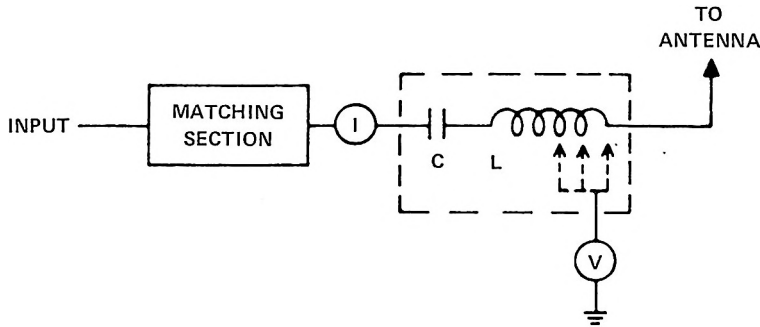 TO
ANTENNA
INPUT
MATCHING
SECTION
I
C
L
V